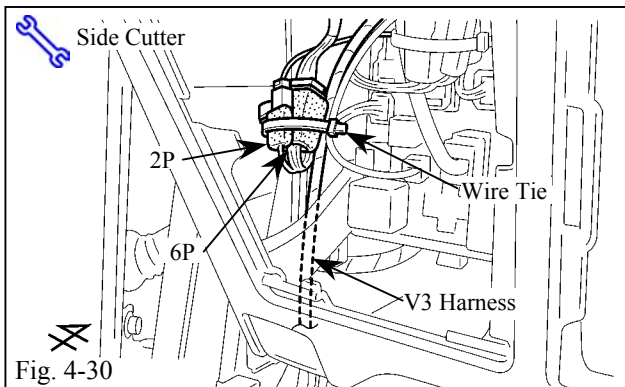 Side Cutter
2P
Wire Tie
6P
V3 Harness
Fig. 4-30